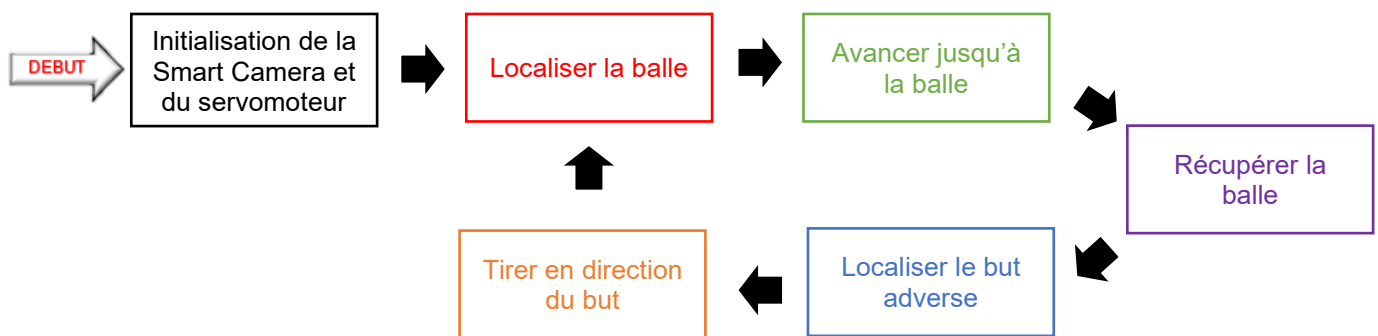 DEBUT
Initialisation de la
Smart Camera et
du servomoteur
Localiser la balle
Avancer jusqu'à
la balle
Récupérer la
balle
Localiser le but
adverse
Tirer en direction
du but